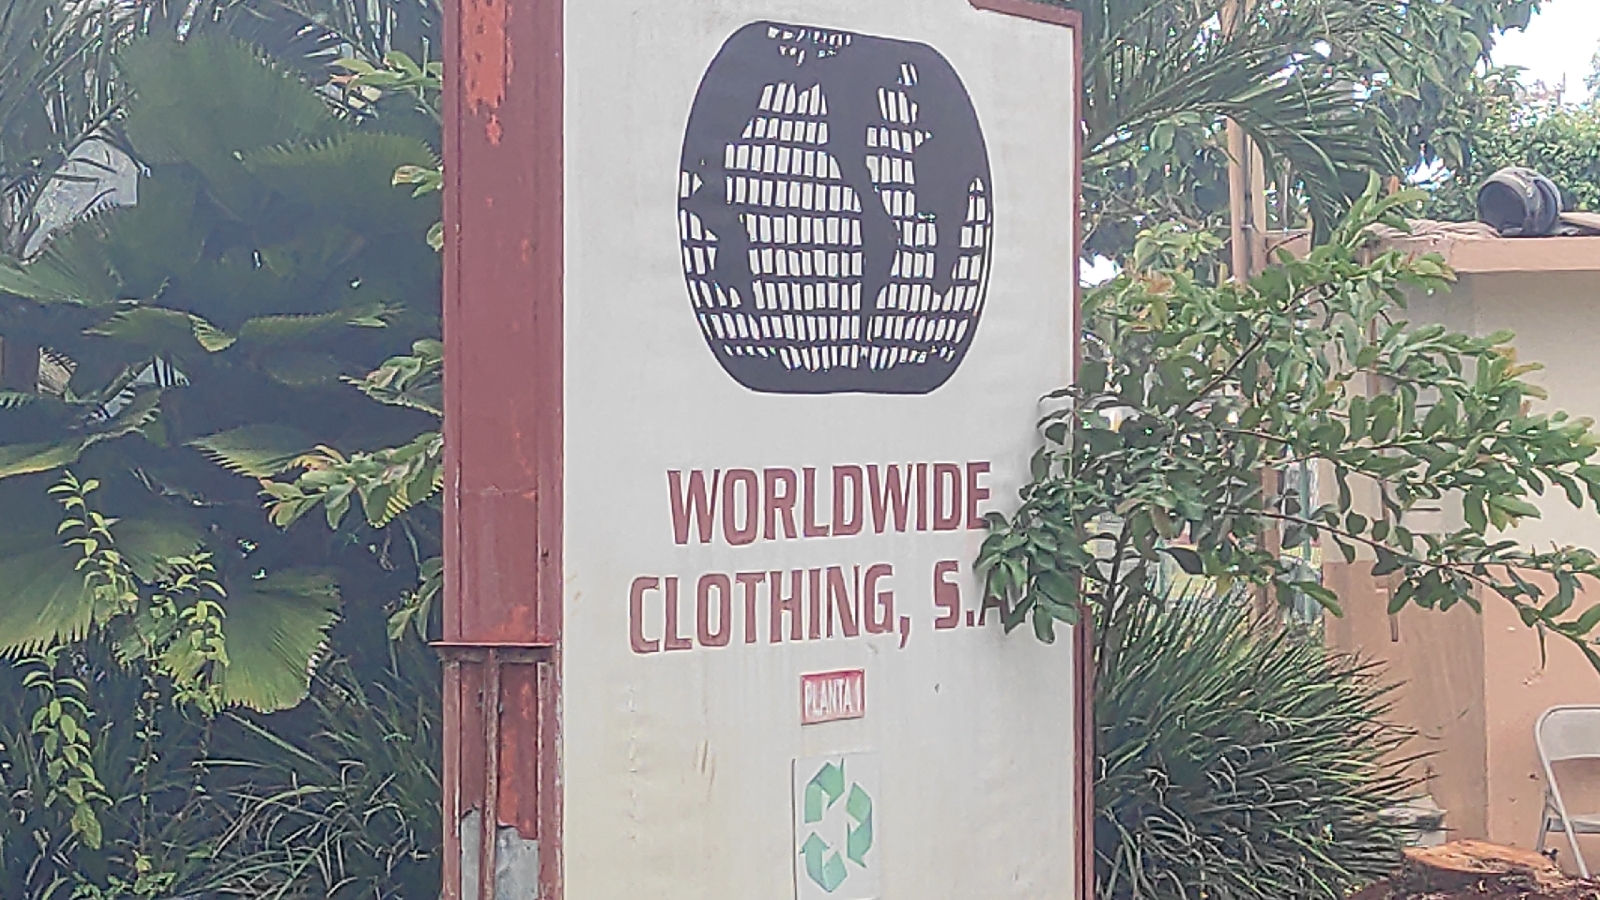 WORLDWIDE
CLOTHING, S.A
PLANTA 1